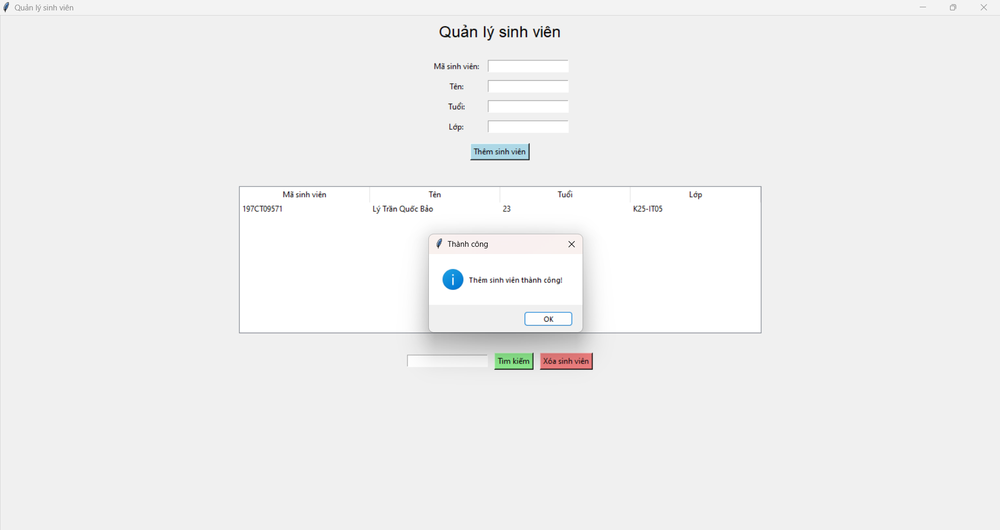 Quản lý sinh viên
Quản lý sinh viên
Mã sinh viên:
Tên:
Tuổi:
Lớp:
Thêm sinh viên
Mã sinh viên Tên Tuổi Lớp
197CT09571 Lý Trần Quốc Bảo 23 K25-IT05
Thành công
Thêm sinh viên thành công!
OK
Tìm kiếm Xóa sinh viên